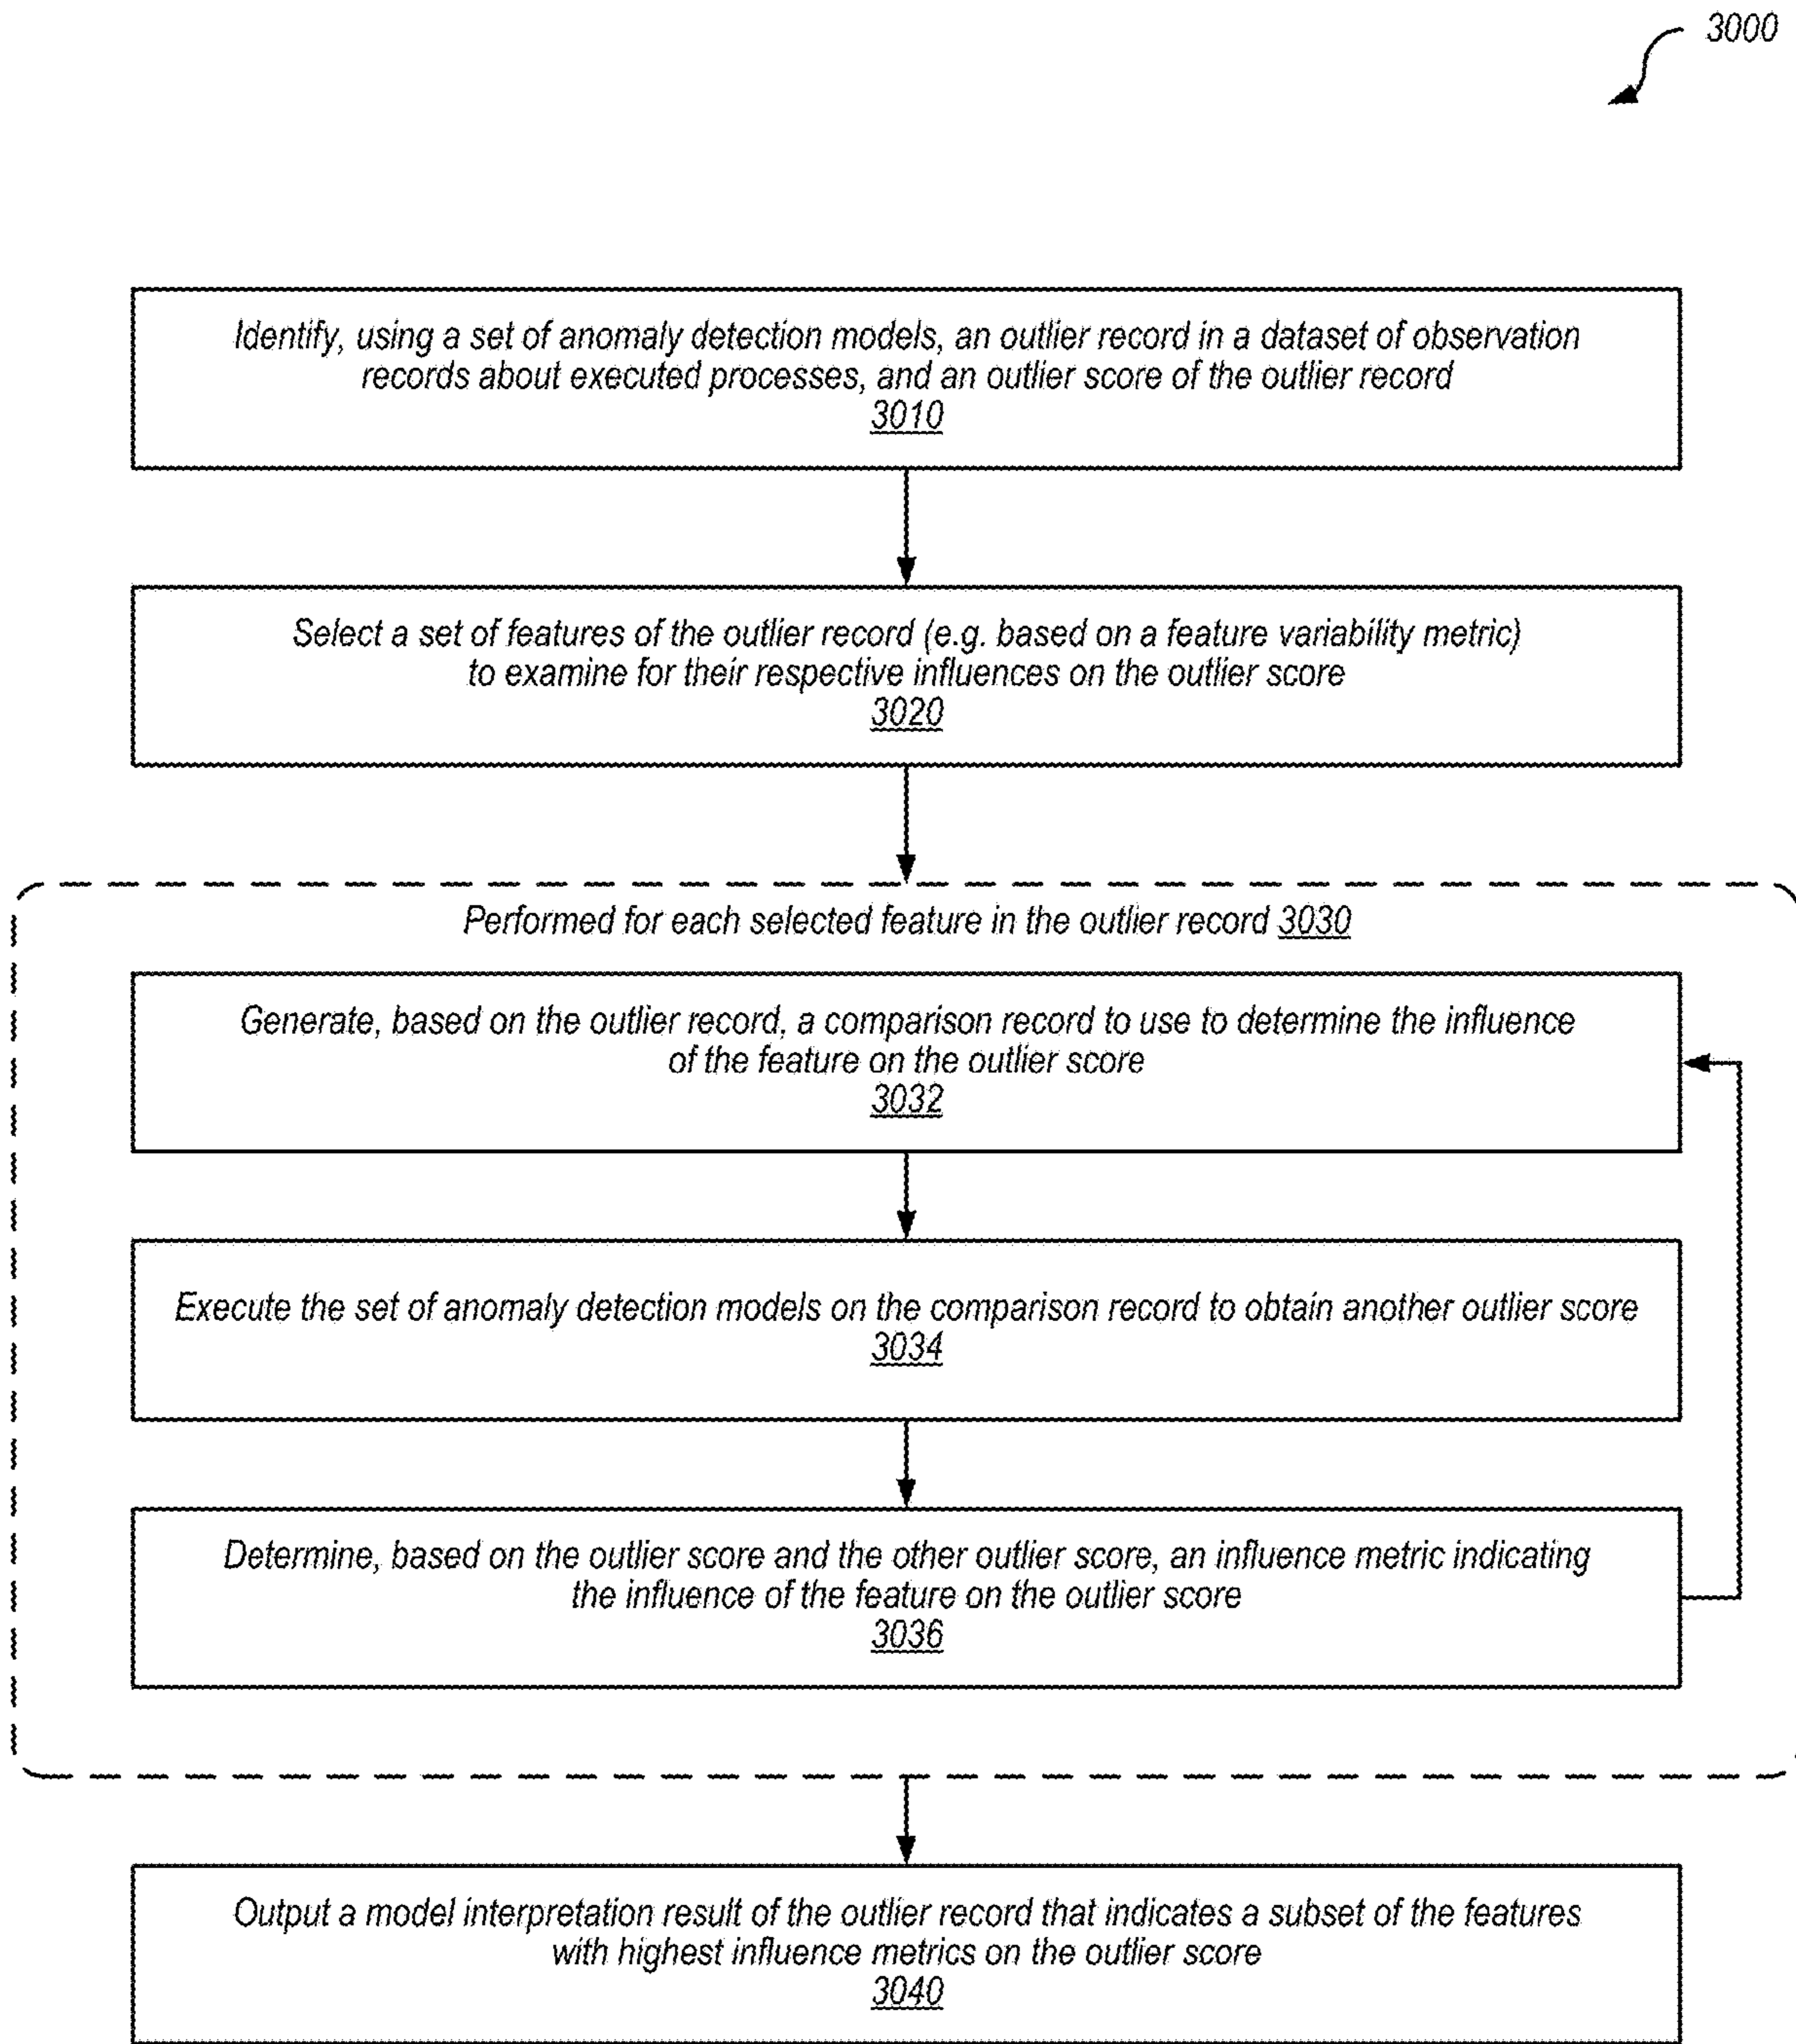 3000
Identify, using a set of anomaly detection models, an outlier record in a dataset of observation
records about executed processes, and an outlier score of the outlier record
3010
Select a set of features of the outlier record (e.g. based on a feature variability metric)
to examine for their respective influences on the outlier score
3020
Performed for each selected feature in the outlier record 3030
Generate, based on the outlier record, a comparison record to use to determine the influence
of the feature on the outlier score
3032
Execute the set of anomaly detection models on the comparison record to obtain another outlier score
3034
Determine, based on the outlier score and the other outlier score, an influence metric indicating
the influence of the feature on the outlier score
3036
Output a model interpretation result of the outlier record that indicates a subset of the features
with highest influence metrics on the outlier score
3040